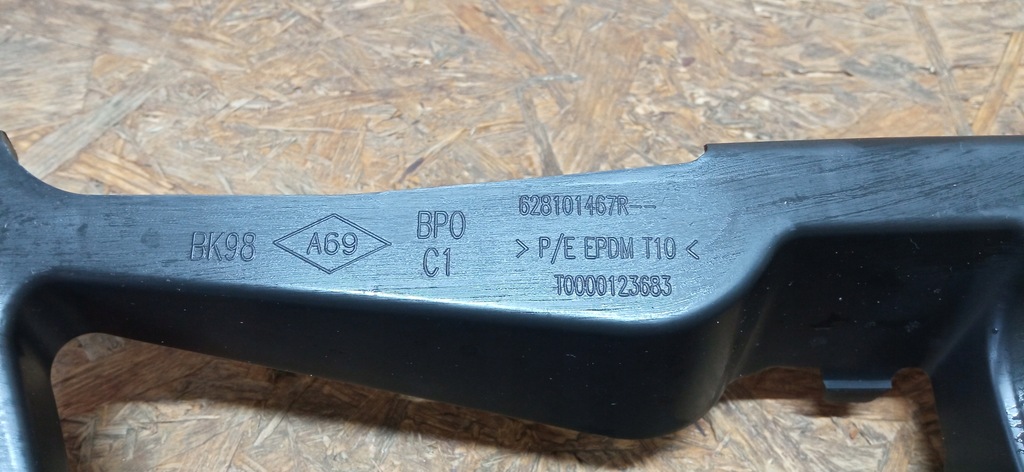 BK98
A69
BPO
C1
628101467R--
> P/E EPDM T10 <
T0000123683